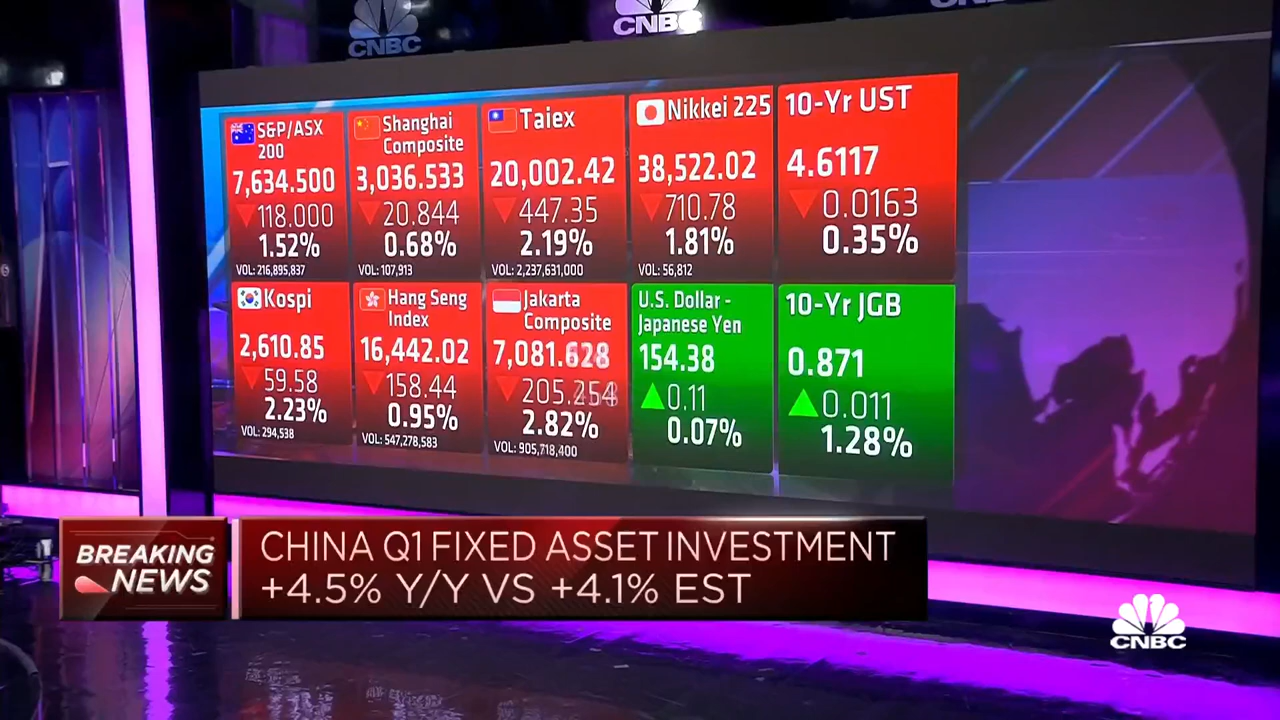 CNBC
CNBC
S&P/ASX
200
7,634.500
▼118.000
1.52%
VOL: 216,895,837
Shanghai
Composite
3,036.533
▼20.844
0.68%
VOL: 107,913
Taiex
20,002.42
▼447.35
2.19%
VOL: 2,237,631,000
Nikkei 225
38,522.02
▼710.78
1.81%
VOL: 56,812
10-Yr UST
4.6117
▼0.0163
0.35%
Kospi
2,610.85
▼59.58
2.23%
VOL: 294,538
Hang Seng
Index
16,442.02
▼158.44
0.95%
VOL: 547,278,583
Jakarta
Composite
7,081.628
2.82%
VOL: 905,718,400
U.S. Dollar -
Japanese Yen
154.38
▲0.11
0.07%
10-Yr JGB
0.871
▲0.011
1.28%
BREAKING
NEWS
CHINA Q1 FIXED ASSET INVESTMENT
+4.5% Y/Y VS +4.1% EST
CNBC